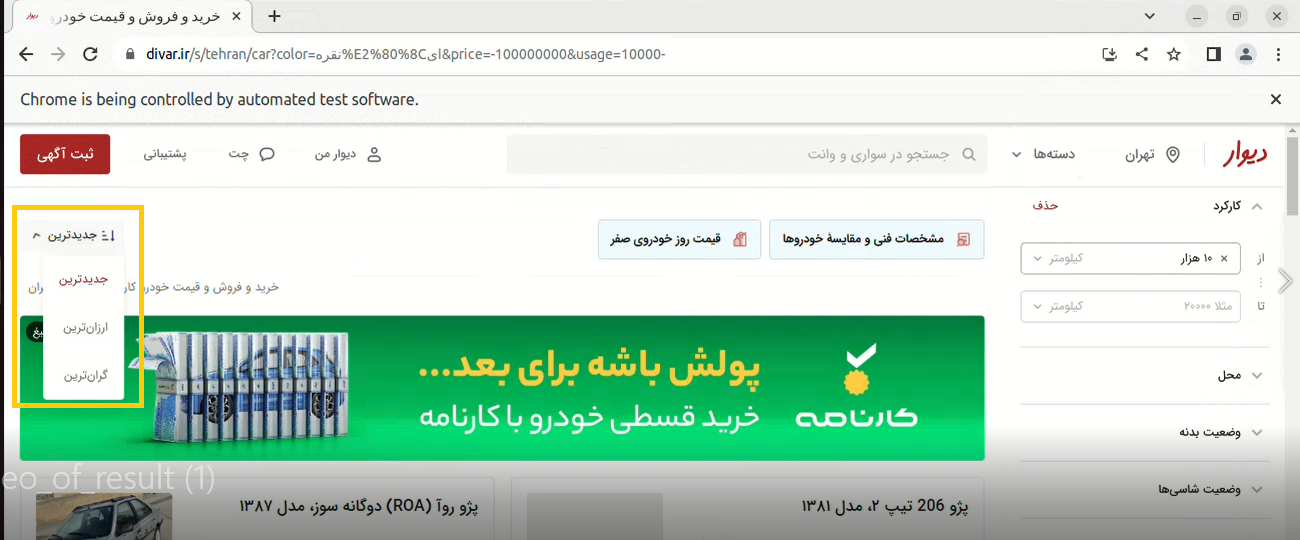 خرید و فروش و قیمت خودرو
divar.ir/s/tehran/car?color=نقره%E2%80%8Cای&price=-100000000&usage=10000-
Chrome is being controlled by automated test software.
دیوار
تهران
دسته‌ها
جستجو در سواری و وانت
دیوار من
چت
پشتیبانی
ثبت آگهی
کارکرد
حذف
از
۱۰ هزار
کیلومتر
تا
مثلا ۲۰۰۰۰
کیلومتر
محل
وضعیت بدنه
وضعیت شاسی‌ها
مشخصات فنی و مقایسهٔ خودروها
قیمت روز خودروی صفر
جدیدترین
جدیدترین
ارزان‌ترین
گران‌ترین
خرید و فروش و قیمت خودرو
پولش باشه برای بعد...
خرید قسطی خودرو با کارنامه
کارنامه
eo_of_result (1)
پژو 206 تیپ ۲، مدل ۱۳۸۱
پژو روآ (ROA) دوگانه سوز، مدل ۱۳۸۷